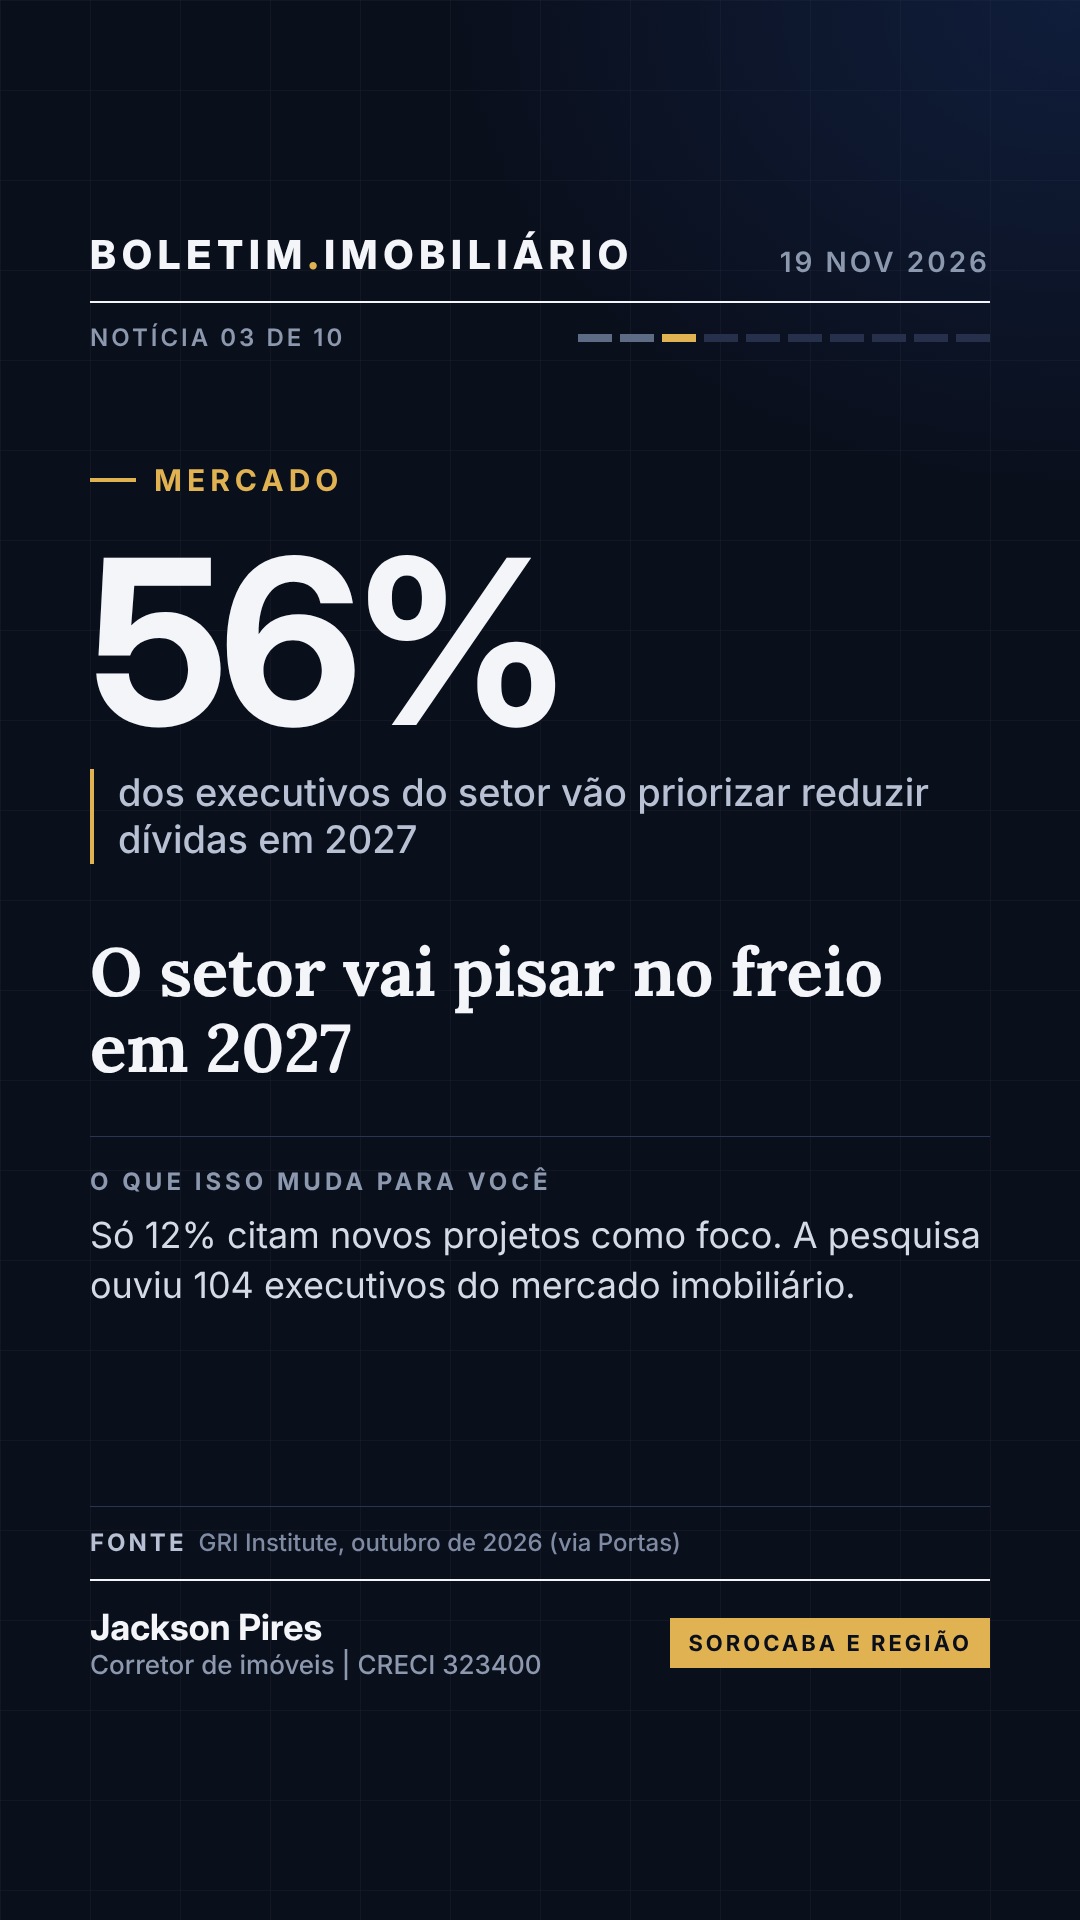 BOLETIM.IMOBILIÁRIO
19 NOV 2026
NOTÍCIA 03 DE 10
MERCADO
56%
dos executivos do setor vão priorizar reduzir
dívidas em 2027
O setor vai pisar no freio
em 2027
O QUE ISSO MUDA PARA VOCÊ
Só 12% citam novos projetos como foco. A pesquisa
ouviu 104 executivos do mercado imobiliário.
FONTE GRI Institute, outubro de 2026 (via Portas)
Jackson Pires
Corretor de imóveis | CRECI 323400
SOROCABA E REGIÃO